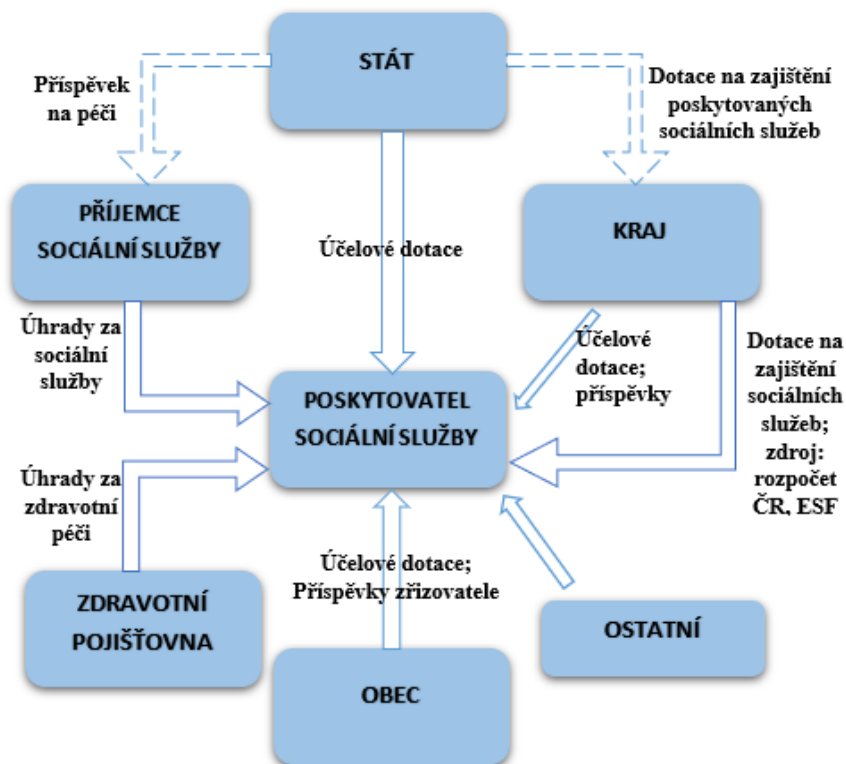 STÁT
Příspěvek
na péči
Dotace na zajištění
poskytovaných
sociálních služeb
PŘÍJEMCE
SOCIÁLNÍ SLUŽBY
KRAJ
Účelové dotace
Úhrady za
sociální
služby
Účelové
dotace;
příspěvky
Dotace na
zajištění
sociálních
služeb;
zdroj:
rozpočet
ČR, ESF
POSKYTOVATEL
SOCIÁLNÍ SLUŽBY
Úhrady za
zdravotní
péči
Účelové dotace;
Příspěvky zřizovatele
ZDRAVOTNÍ
POJIŠŤOVNA
OSTATNÍ
OBEC